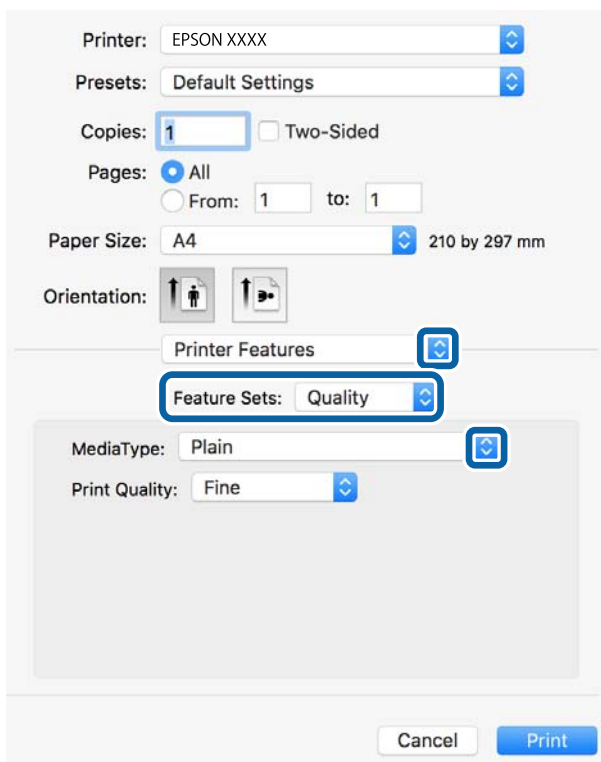 Printer: EPSON XXXX
Presets: Default Settings
Copies: 1 Two-Sided
Pages: All
From: 1 to: 1
Paper Size: A4 210 by 297 mm
Orientation:
Printer Features
Feature Sets: Quality
MediaType: Plain
Print Quality: Fine
Cancel Print